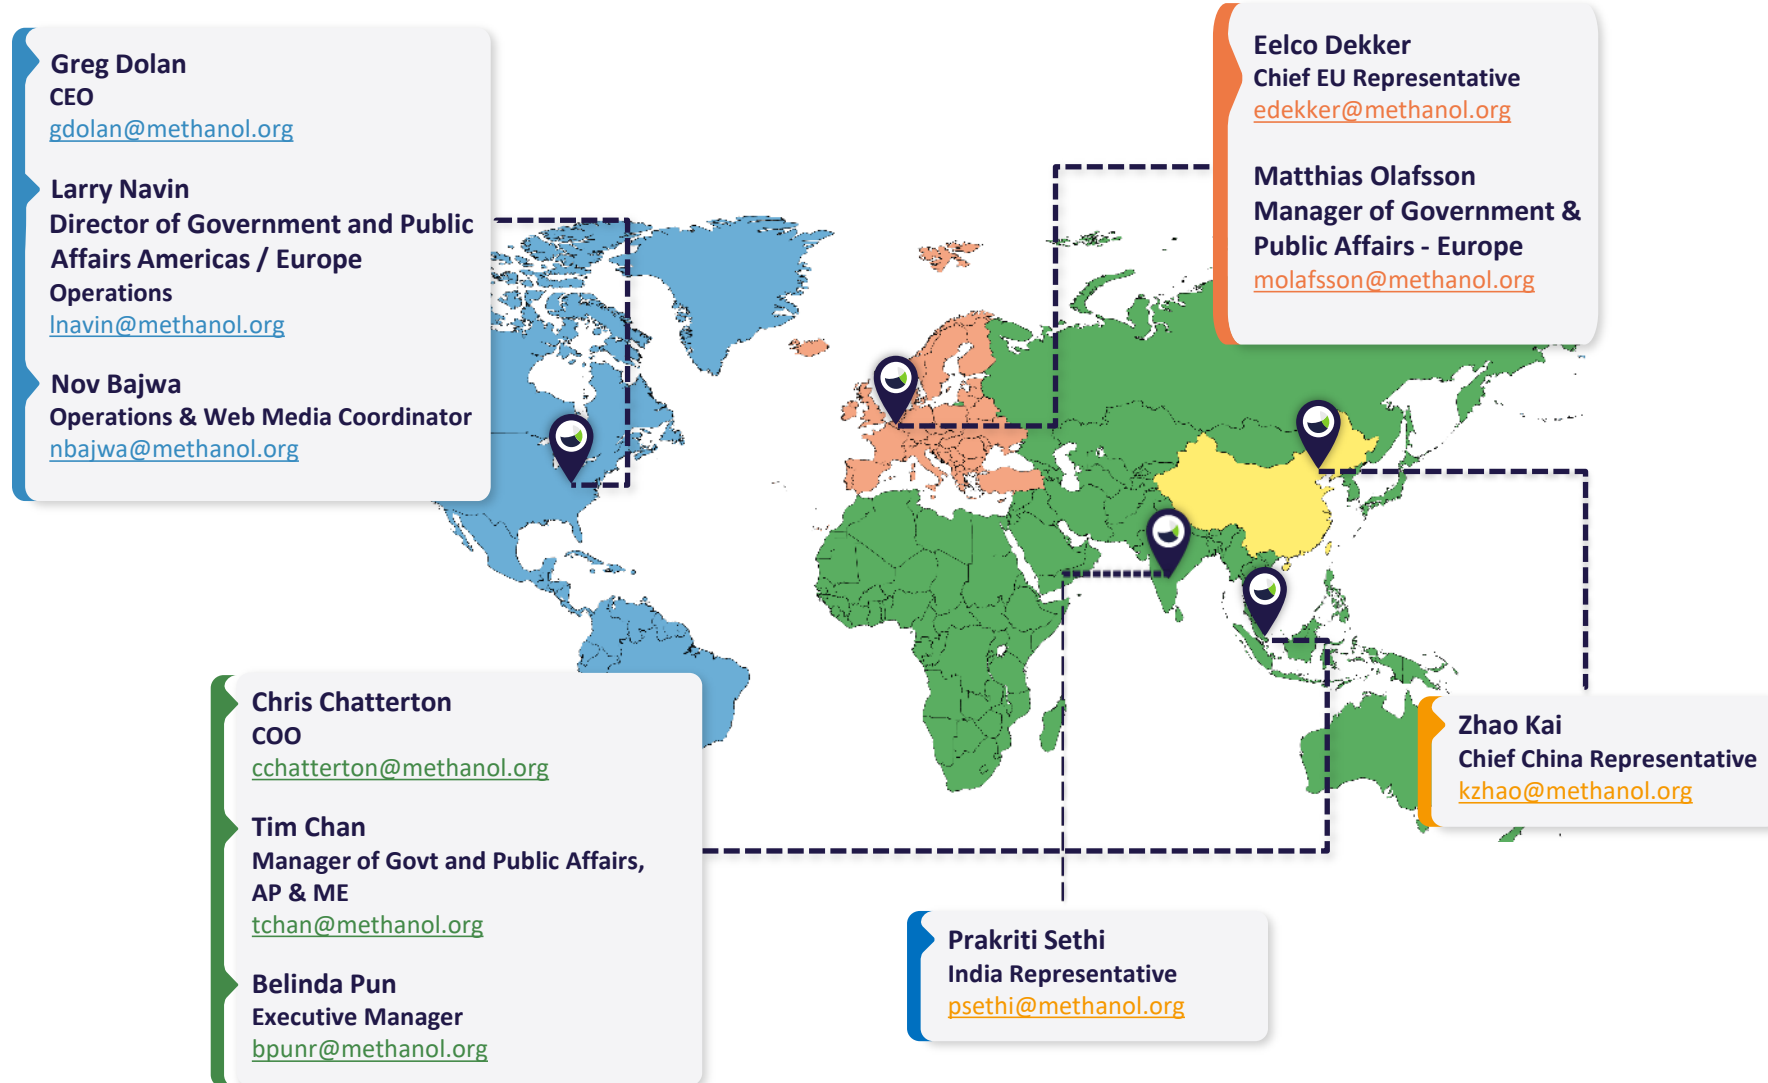 Greg Dolan
CEO
gdolan@methanol.org
Larry Navin
Director of Government and Public
Affairs Americas / Europe
Operations
lnavin@methanol.org
Nov Bajwa
Operations & Web Media Coordinator
nbajwa@methanol.org
Eelco Dekker
Chief EU Representative
edekker@methanol.org
Matthias Olafsson
Manager of Government &
Public Affairs - Europe
molafsson@methanol.org
Chris Chatterton
COO
cchatterton@methanol.org
Tim Chan
Manager of Govt and Public Affairs,
AP & ME
tchan@methanol.org
Belinda Pun
Executive Manager
bpunr@methanol.org
Prakriti Sethi
India Representative
psethi@methanol.org
Zhao Kai
Chief China Representative
kzhao@methanol.org